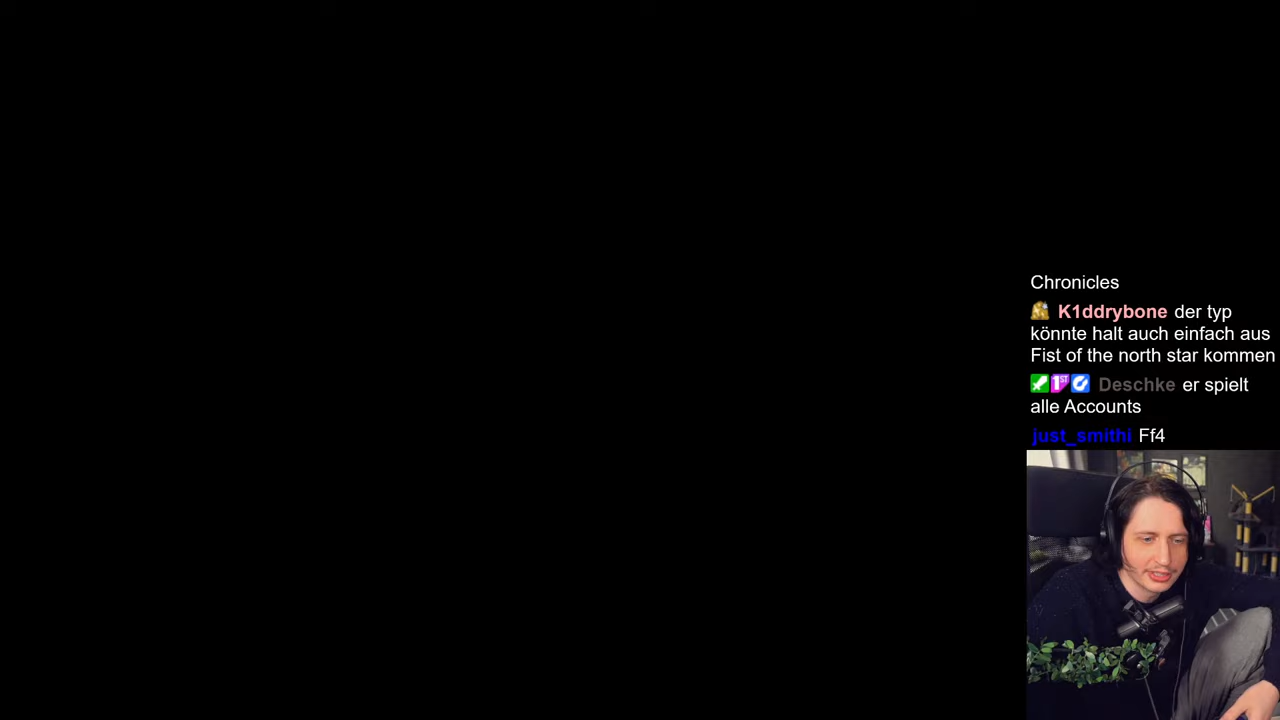 Chronicles
K1ddrybone der typ
könnte halt auch einfach aus
Fist of the north star kommen
1ST Deschke er spielt
alle Accounts
just_smithi Ff4